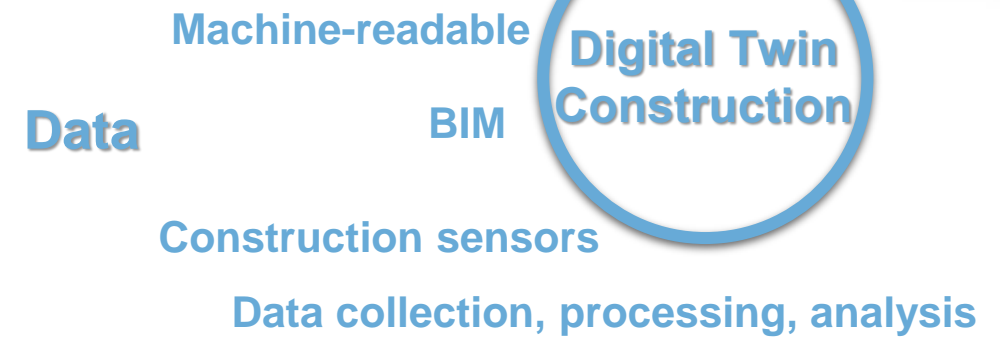 Machine-readable
Digital Twin
Construction
Data
BIM
Construction sensors
Data collection, processing, analysis